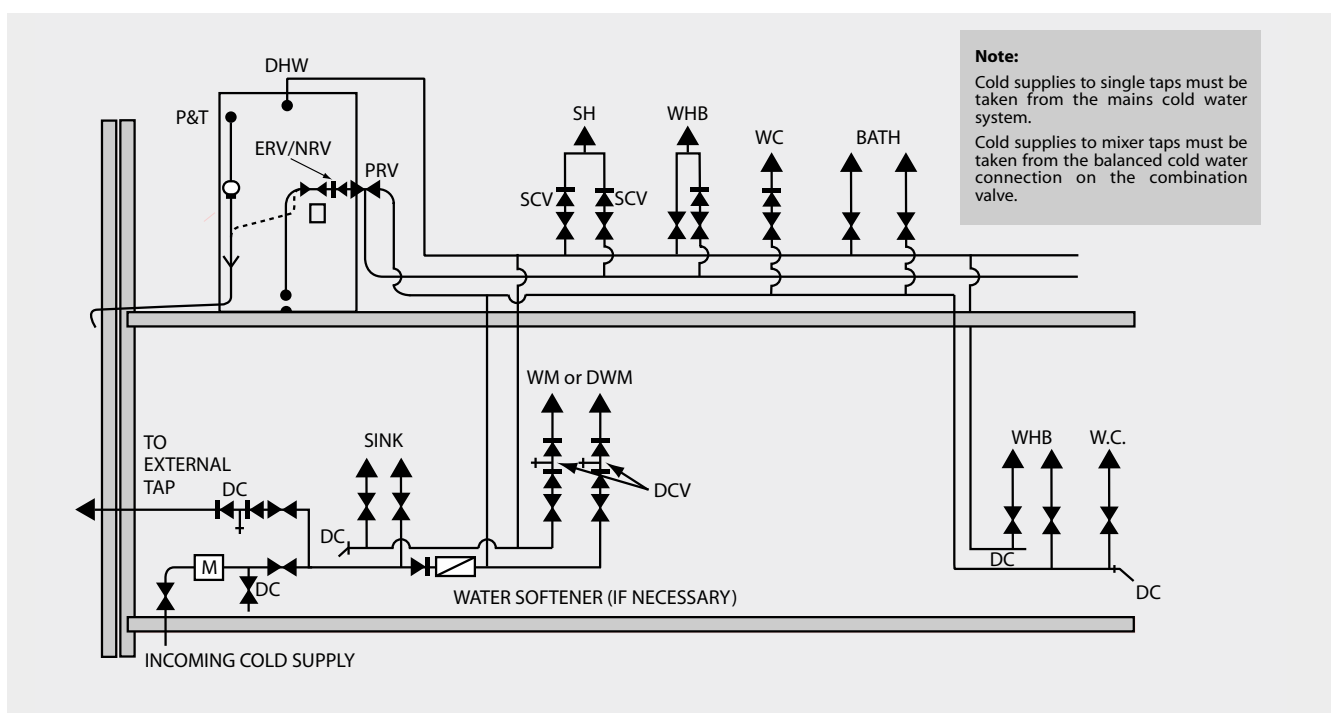 DHW
P&T
ERV/NRV
PRV
SH
WHB
WC
BATH
SCV
SCV
Note:
Cold supplies to single taps must be
taken from the mains cold water
system.
Cold supplies to mixer taps must be
taken from the balanced cold water
connection on the combination
valve.
WM or DWM
TO
EXTERNAL
TAP
SINK
WHB
W.C.
DC
DCV
DC
M
DC
DC
DC
WATER SOFTENER (IF NECESSARY)
INCOMING COLD SUPPLY